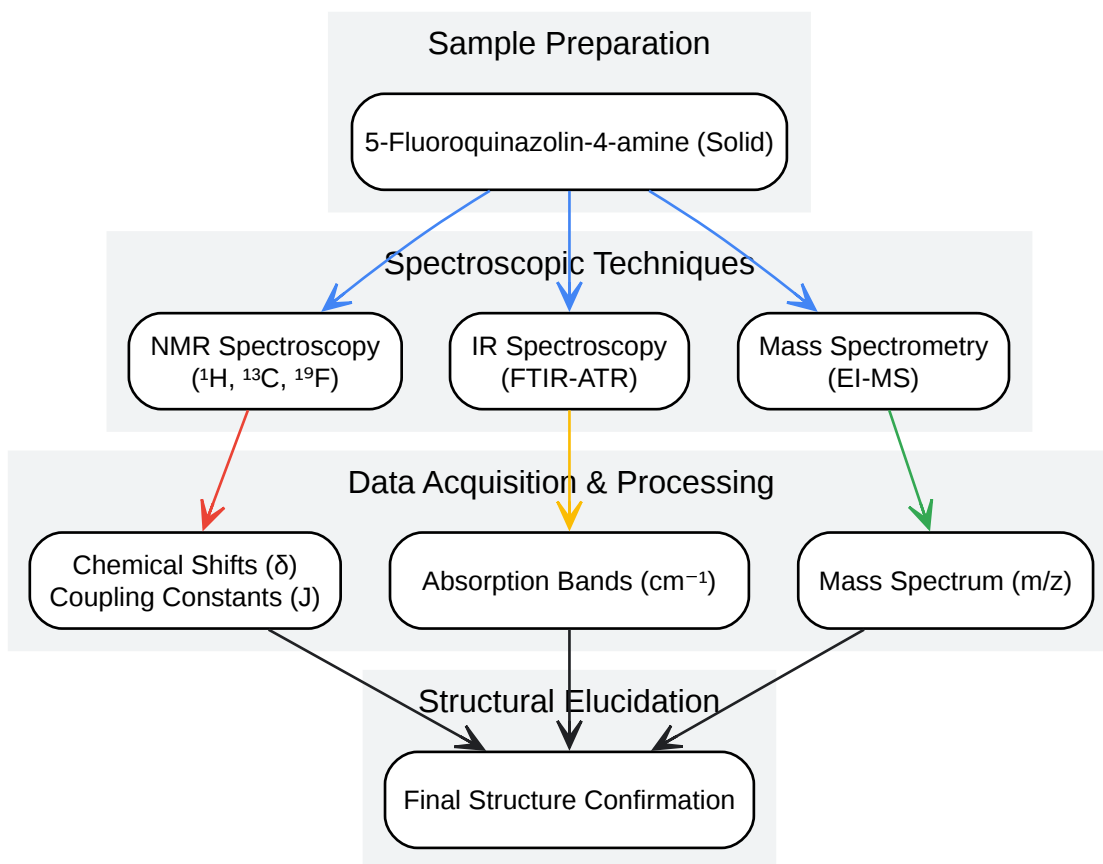 Sample Preparation
5-Fluoroquinazolin-4-amine (Solid)
Spectroscopic Techniques
NMR Spectroscopy
(¹H, ¹³C, ¹⁹F)
IR Spectroscopy
(FTIR-ATR)
Mass Spectrometry
(EI-MS)
Data Acquisition & Processing
Chemical Shifts (δ)
Coupling Constants (J)
Absorption Bands (cm⁻¹)
Mass Spectrum (m/z)
Structural Elucidation
Final Structure Confirmation